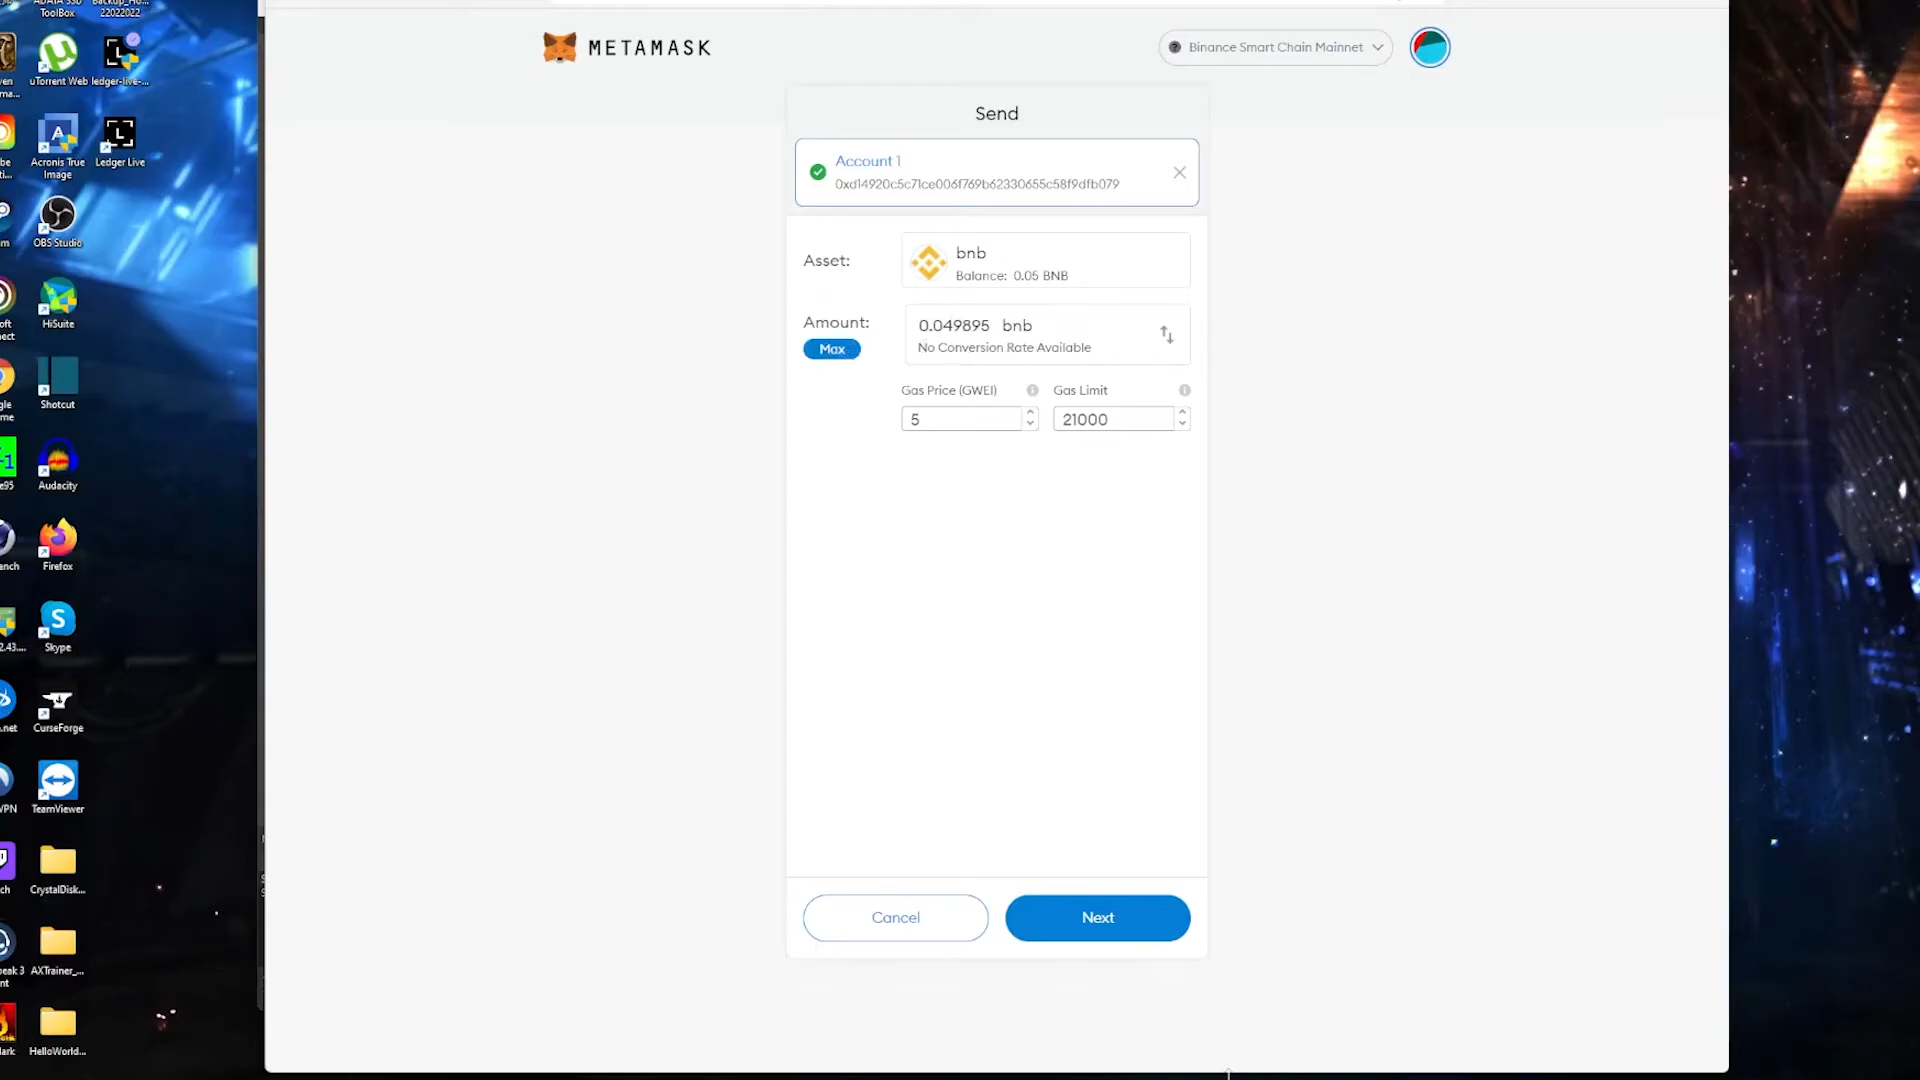 ToolBox
22022022
uTorrent Web
ledger-live-...
Acronis True
Image
Ledger Live
OBS Studio
HiSuite
Shotcut
Audacity
Firefox
Skype
CurseForge
TeamViewer
CrystalDisk...
AXTrainer_...
HelloWorld...
METAMASK
Binance Smart Chain Mainnet
Send
Account 1
0xd14920c5c71ce006f769b62330655c58f9dfb079
Asset:
bnb
Balance: 0.05 BNB
Amount:
Max
0.049895 bnb
No Conversion Rate Available
Gas Price (GWEI)
Gas Limit
5
21000
Cancel
Next